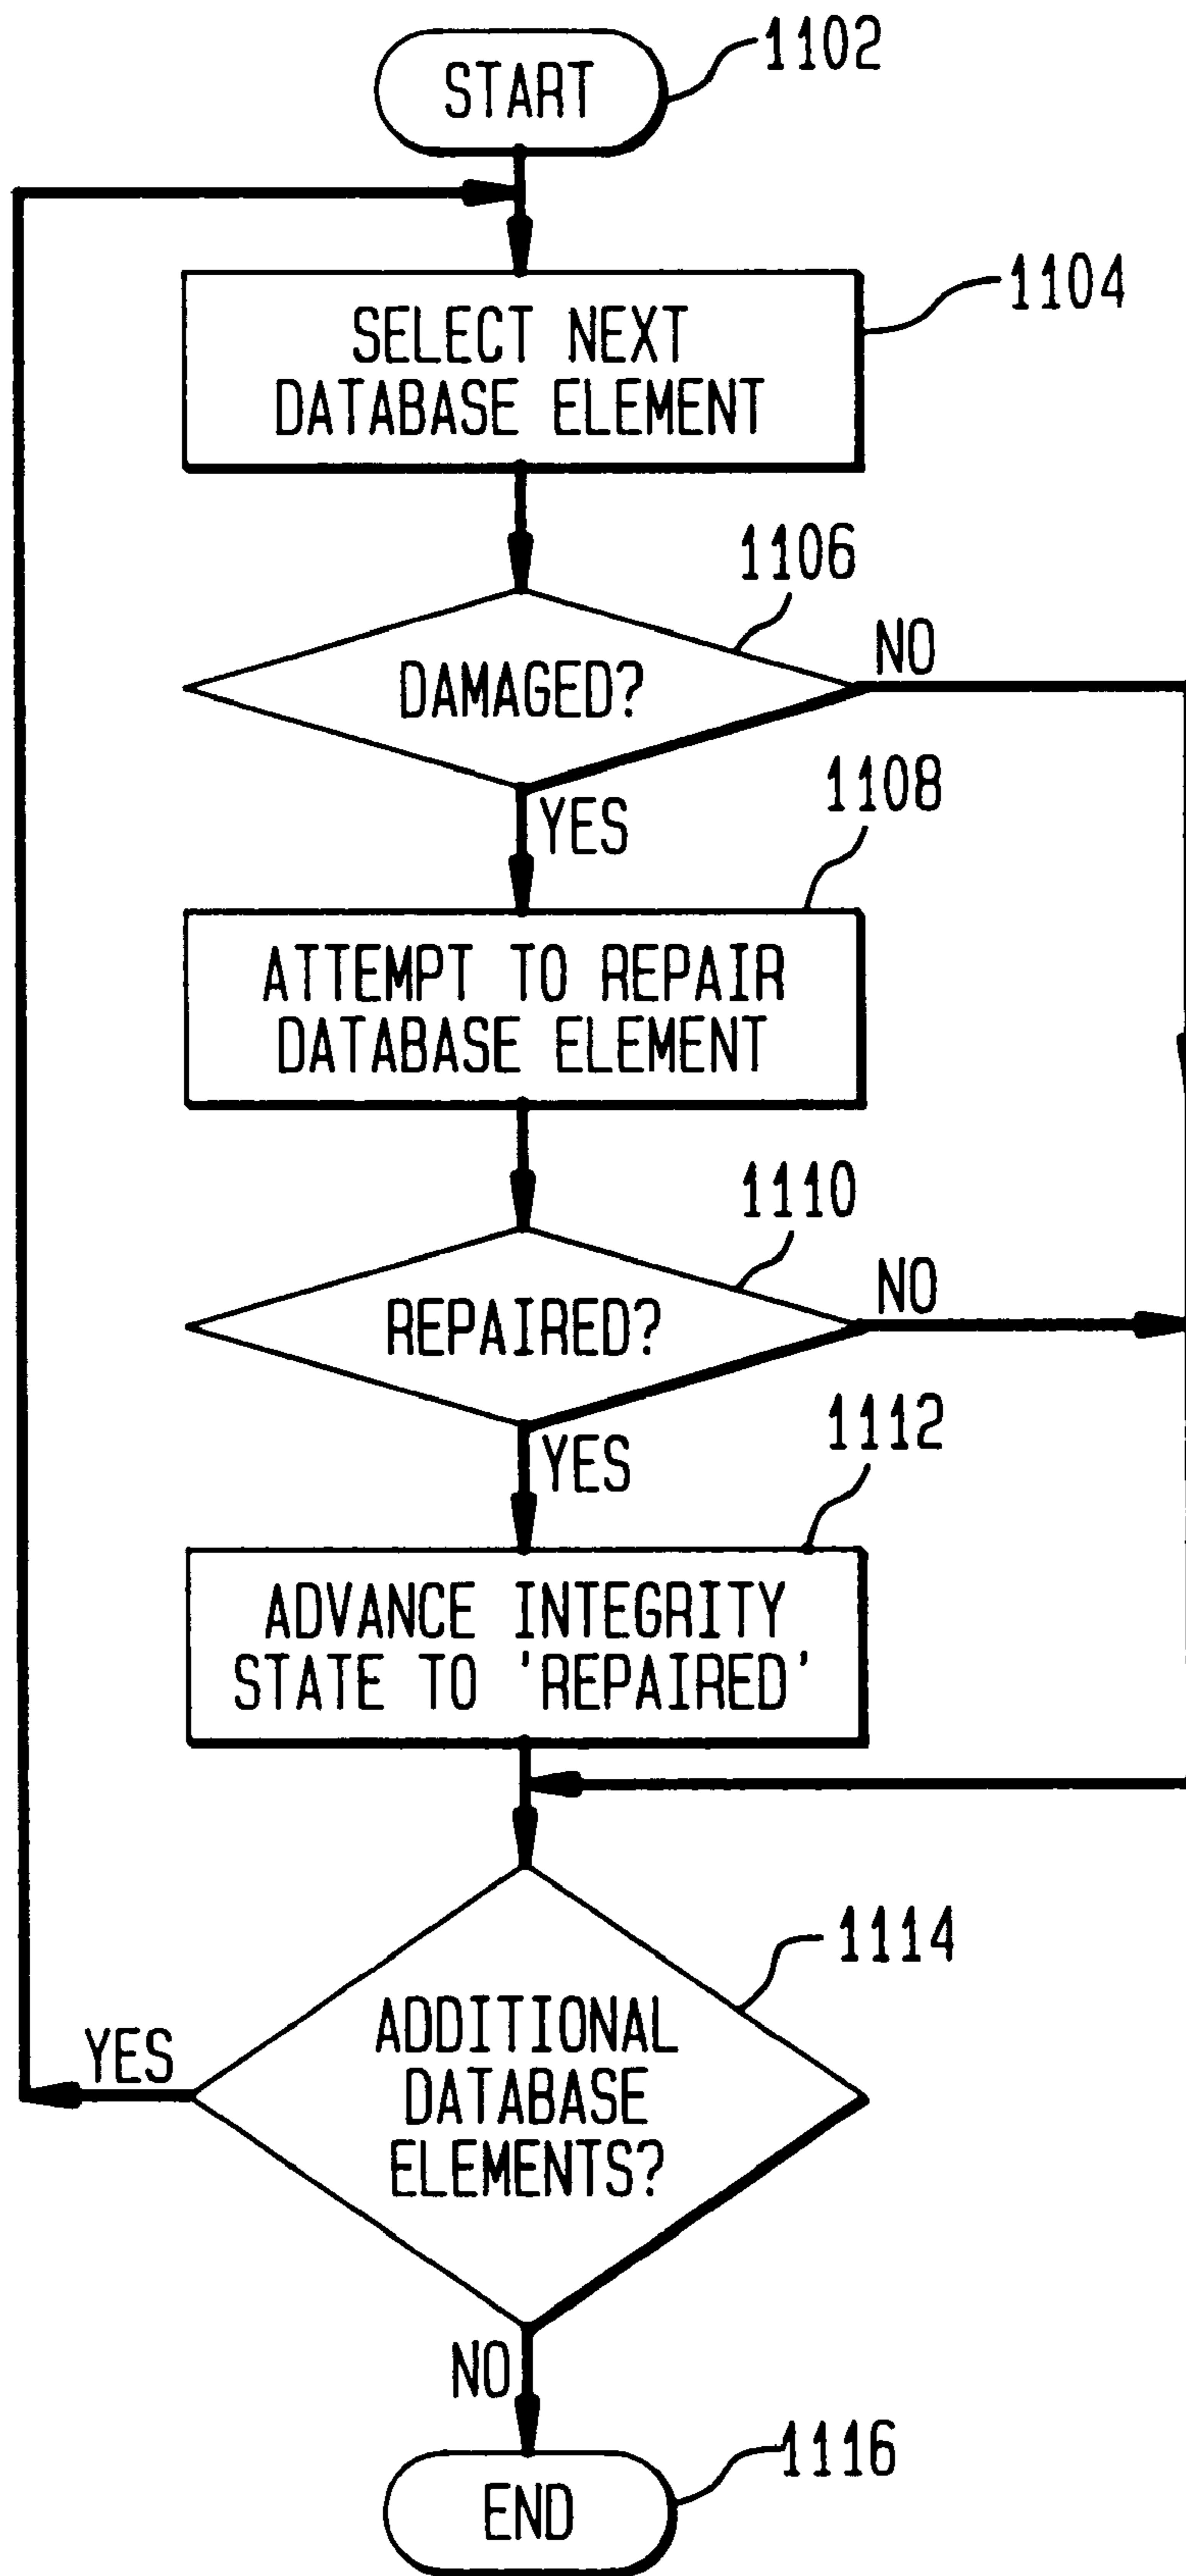 START
1102
1104
SELECT NEXT
DATABASE ELEMENT
1106
NO
DAMAGED?
1108
YES
ATTEMPT TO REPAIR
DATABASE ELEMENT
1110
NO
REPAIRED?
1112
YES
ADVANCE INTEGRITY
STATE TO 'REPAIRED'
1114
ADDITIONAL
YES
DATABASE
ELEMENTS?
NO
1116
END